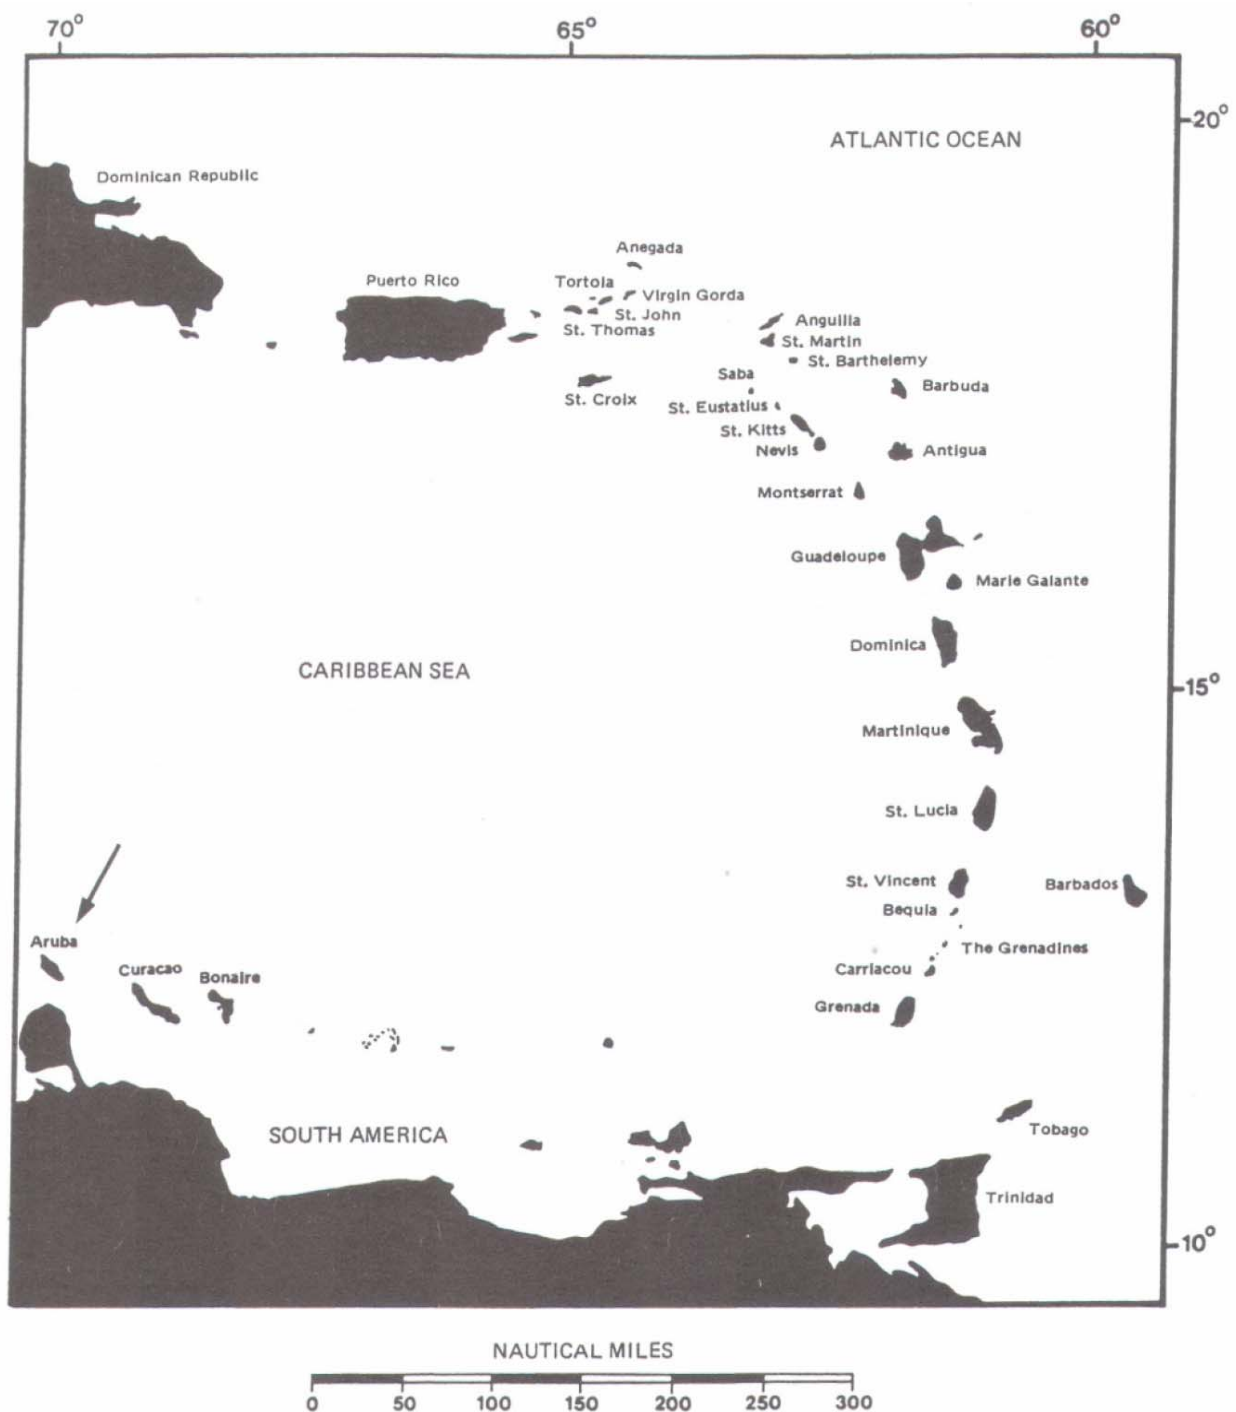 70° 65° 60°
20°
ATLANTIC OCEAN
Dominican Republic
Anegada
Puerto Rico
Tortola
Virgin Gorda
St. John
St. Thomas
Anguilla
St. Martin
St. Barthelemy
Saba
Barbuda
St. Croix
St. Eustatius
St. Kitts
Nevis
Antigua
Montserrat
Guadeloupe
Marie Galante
Dominica
CARIBBEAN SEA
15°
Martinique
St. Lucia
St. Vincent
Barbados
Bequia
Aruba
The Grenadines
Curacao
Bonaire
Carriacou
Grenada
SOUTH AMERICA
Tobago
Trinidad
10°
NAUTICAL MILES
0 50 100 150 200 250 300